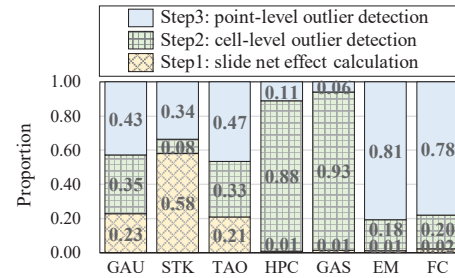 Step3: point-level outlier detection
Step2: cell-level outlier detection
Step1: slide net effect calculation
Proportion
1.00
0.80
0.60
0.40
0.20
0.00
0.43 0.34 0.47 0.11 0.06 0.81 0.78
0.35 0.08 0.33 0.88 0.93 0.18 0.20
0.23 0.58 0.21 0.01 0.01 0.01 0.02
GAU STK TAO HPC GAS EM FC